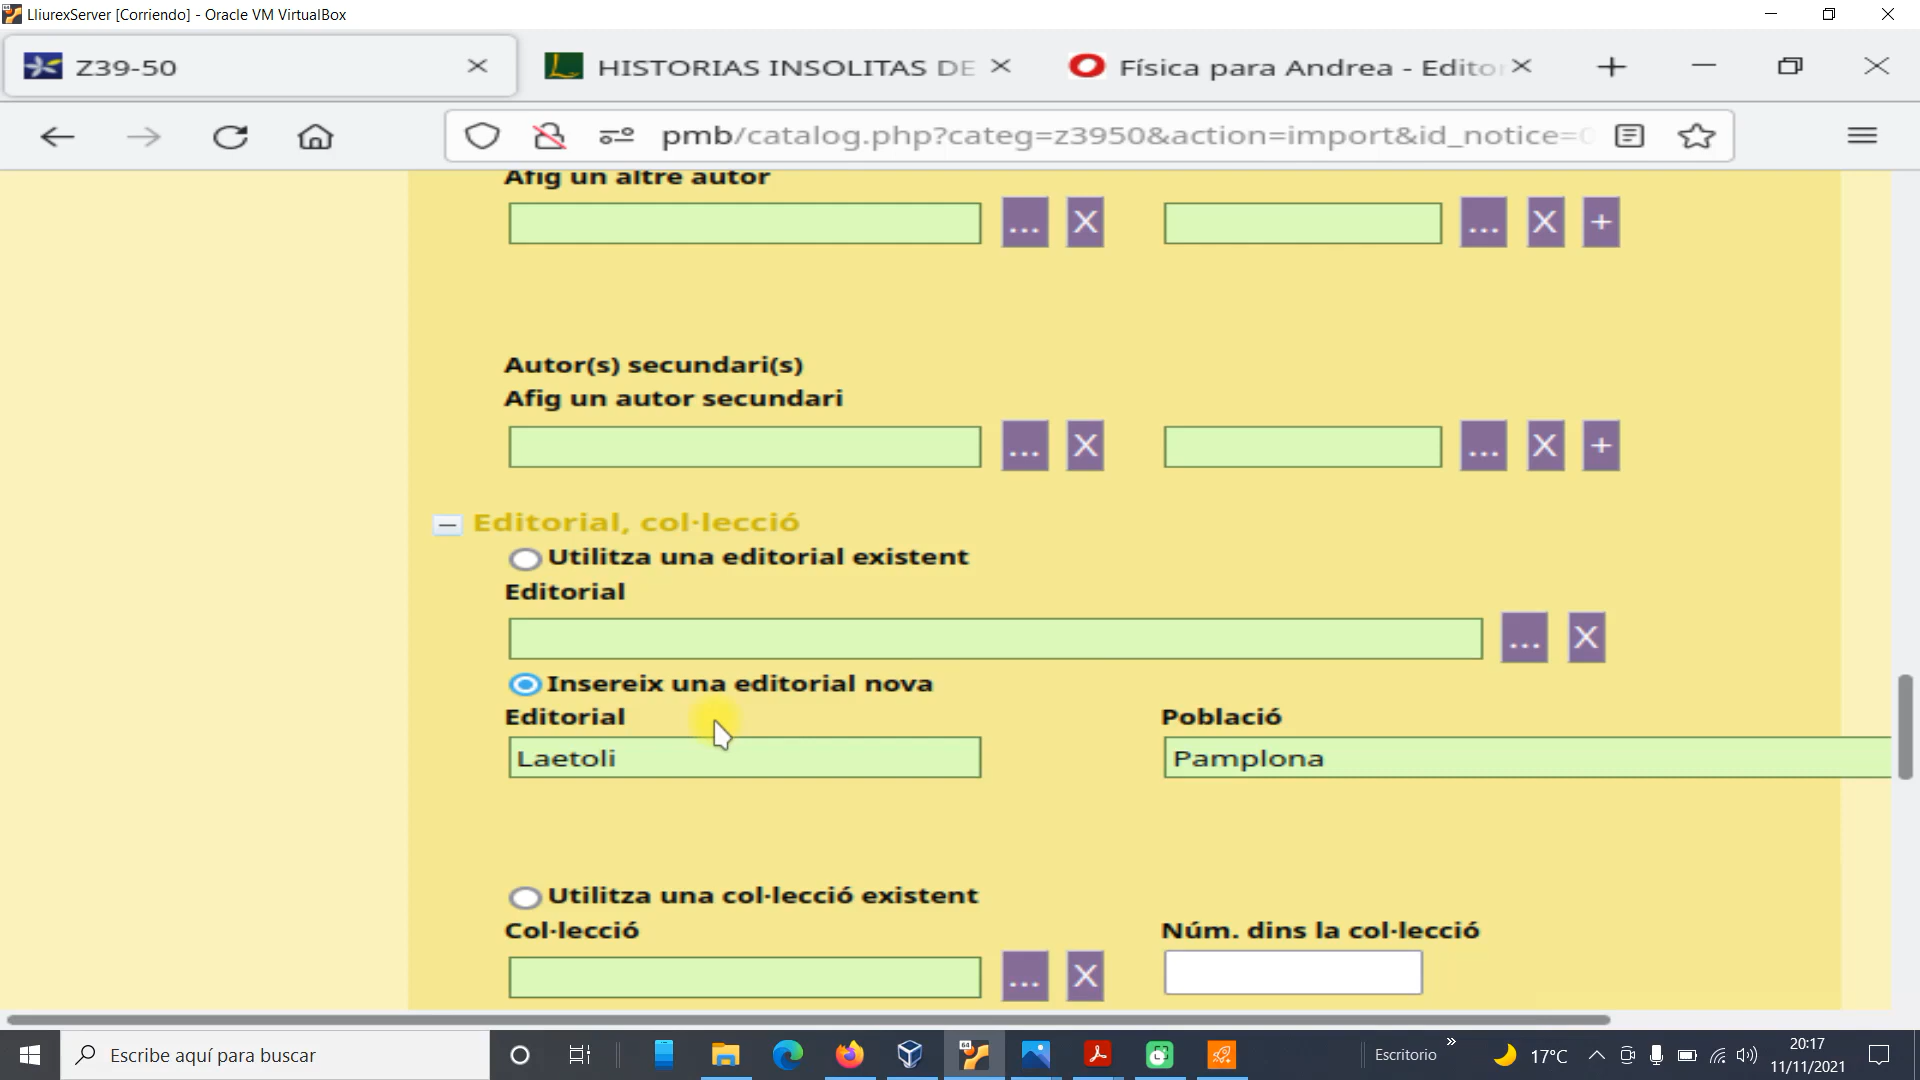 LliurexServer [Corriendo] - Oracle VM VirtualBox
Z39-50
HISTORIAS INSOLITAS DE
Física para Andrea - Editor
pmb/catalog.php?categ=z3950&action=import&id_notice=0
Afig un altre autor
... X ... X +
Autor(s) secundari(s)
Afig un autor secundari
... X ... X +
Editorial, col·lecció
Utilitza una editorial existent
Editorial
... X
Insereix una editorial nova
Editorial Població
Laetoli Pamplona
Utilitza una col·lecció existent
Col·lecció Núm. dins la col·lecció
... X
Escribe aquí para buscar
Escritorio
17°C
20:17
11/11/2021